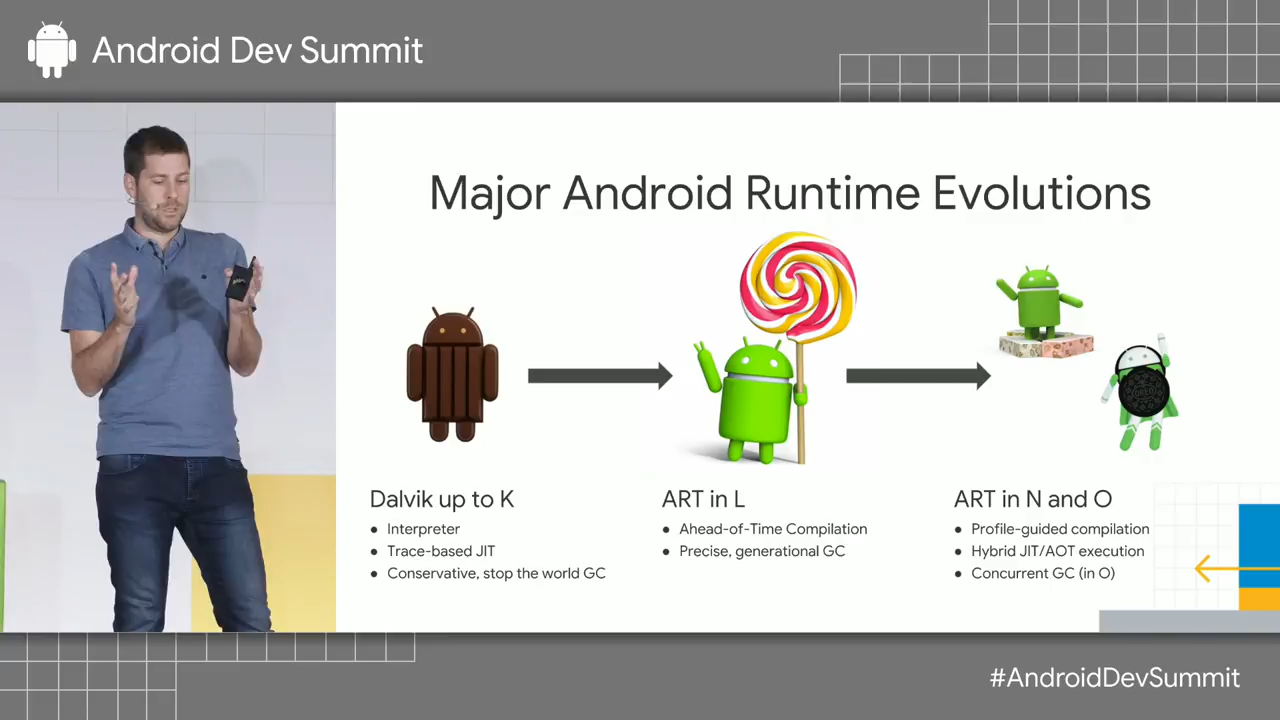 Android Dev Summit
Major Android Runtime Evolutions
OREO
Dalvik up to K
● Interpreter
● Trace-based JIT
● Conservative, stop the world GC
ART in L
● Ahead-of-Time Compilation
● Precise, generational GC
ART in N and O
● Profile-guided compilation
● Hybrid JIT/AOT execution
● Concurrent GC (in O)
#AndroidDevSummit